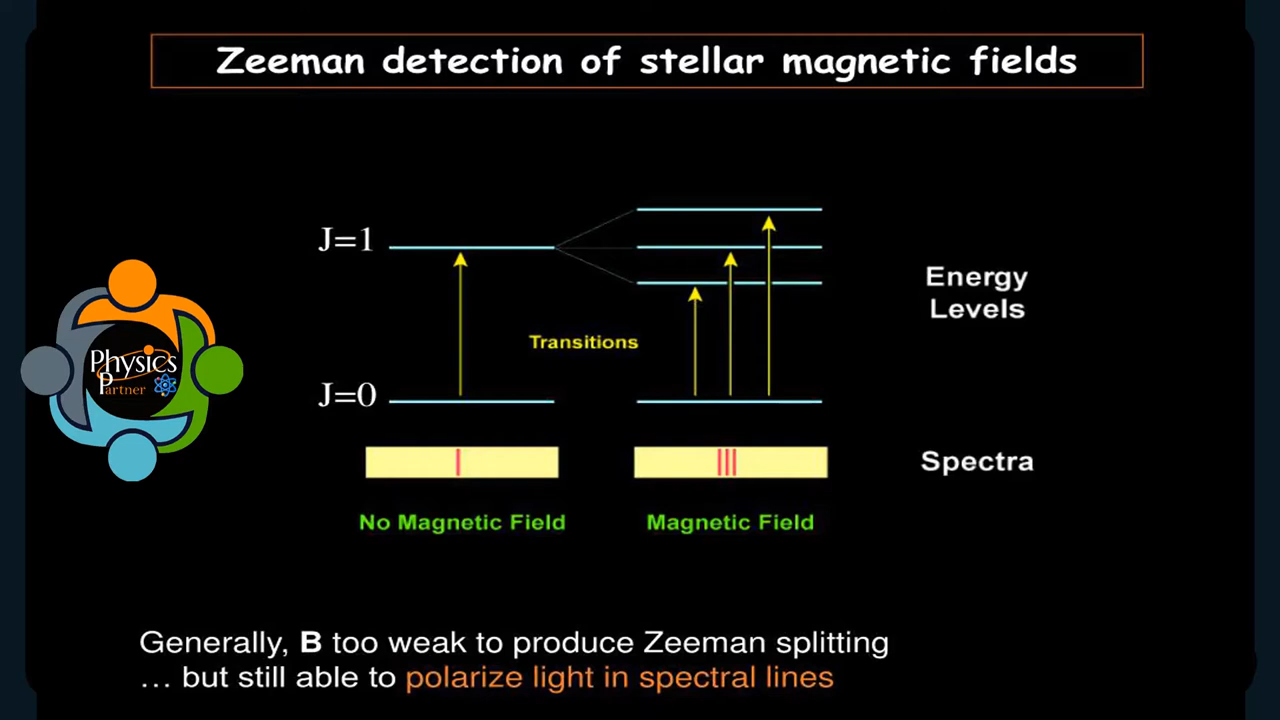 Zeeman detection of stellar magnetic fields
J=1
Energy
Levels
Transitions
Physics
Partner
J=0
Spectra
No Magnetic Field
Magnetic Field
Generally, B too weak to produce Zeeman splitting
… but still able to polarize light in spectral lines